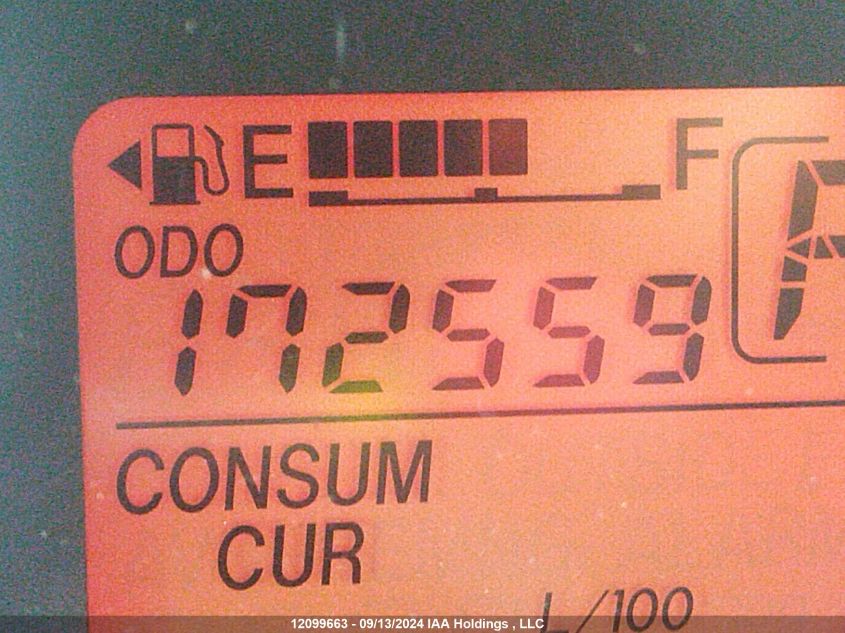 E F
ODO
172559
CONSUM
CUR
L/100
12099663 - 09/13/2024 IAA Holdings , LLC